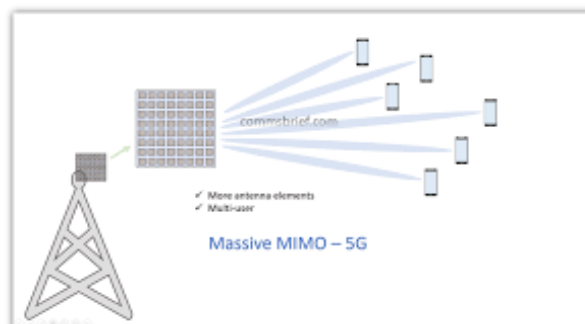 commsbrief.com
✓ More antenna elements
✓ Multi-user
Massive MIMO – 5G